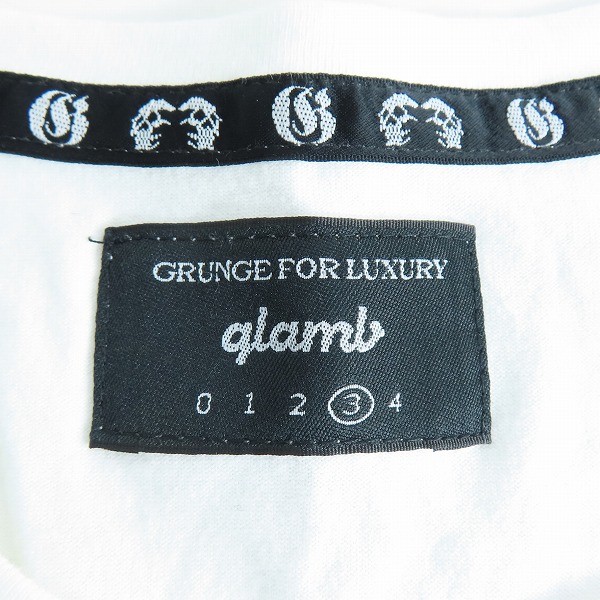 G G G
GRUNGE FOR LUXURY
glamb
0 1 2 3 4